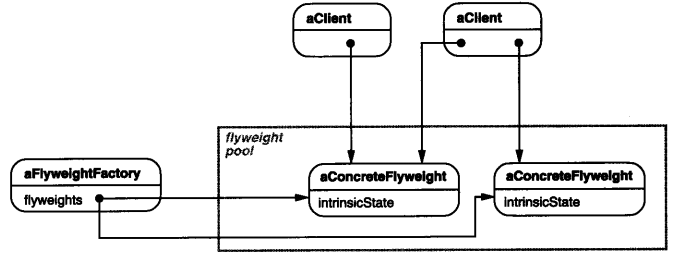 aClient
aClient
flyweight
pool
aFlyweightFactory
flyweights
aConcreteFlyweight
intrinsicState
aConcreteFlyweight
intrinsicState